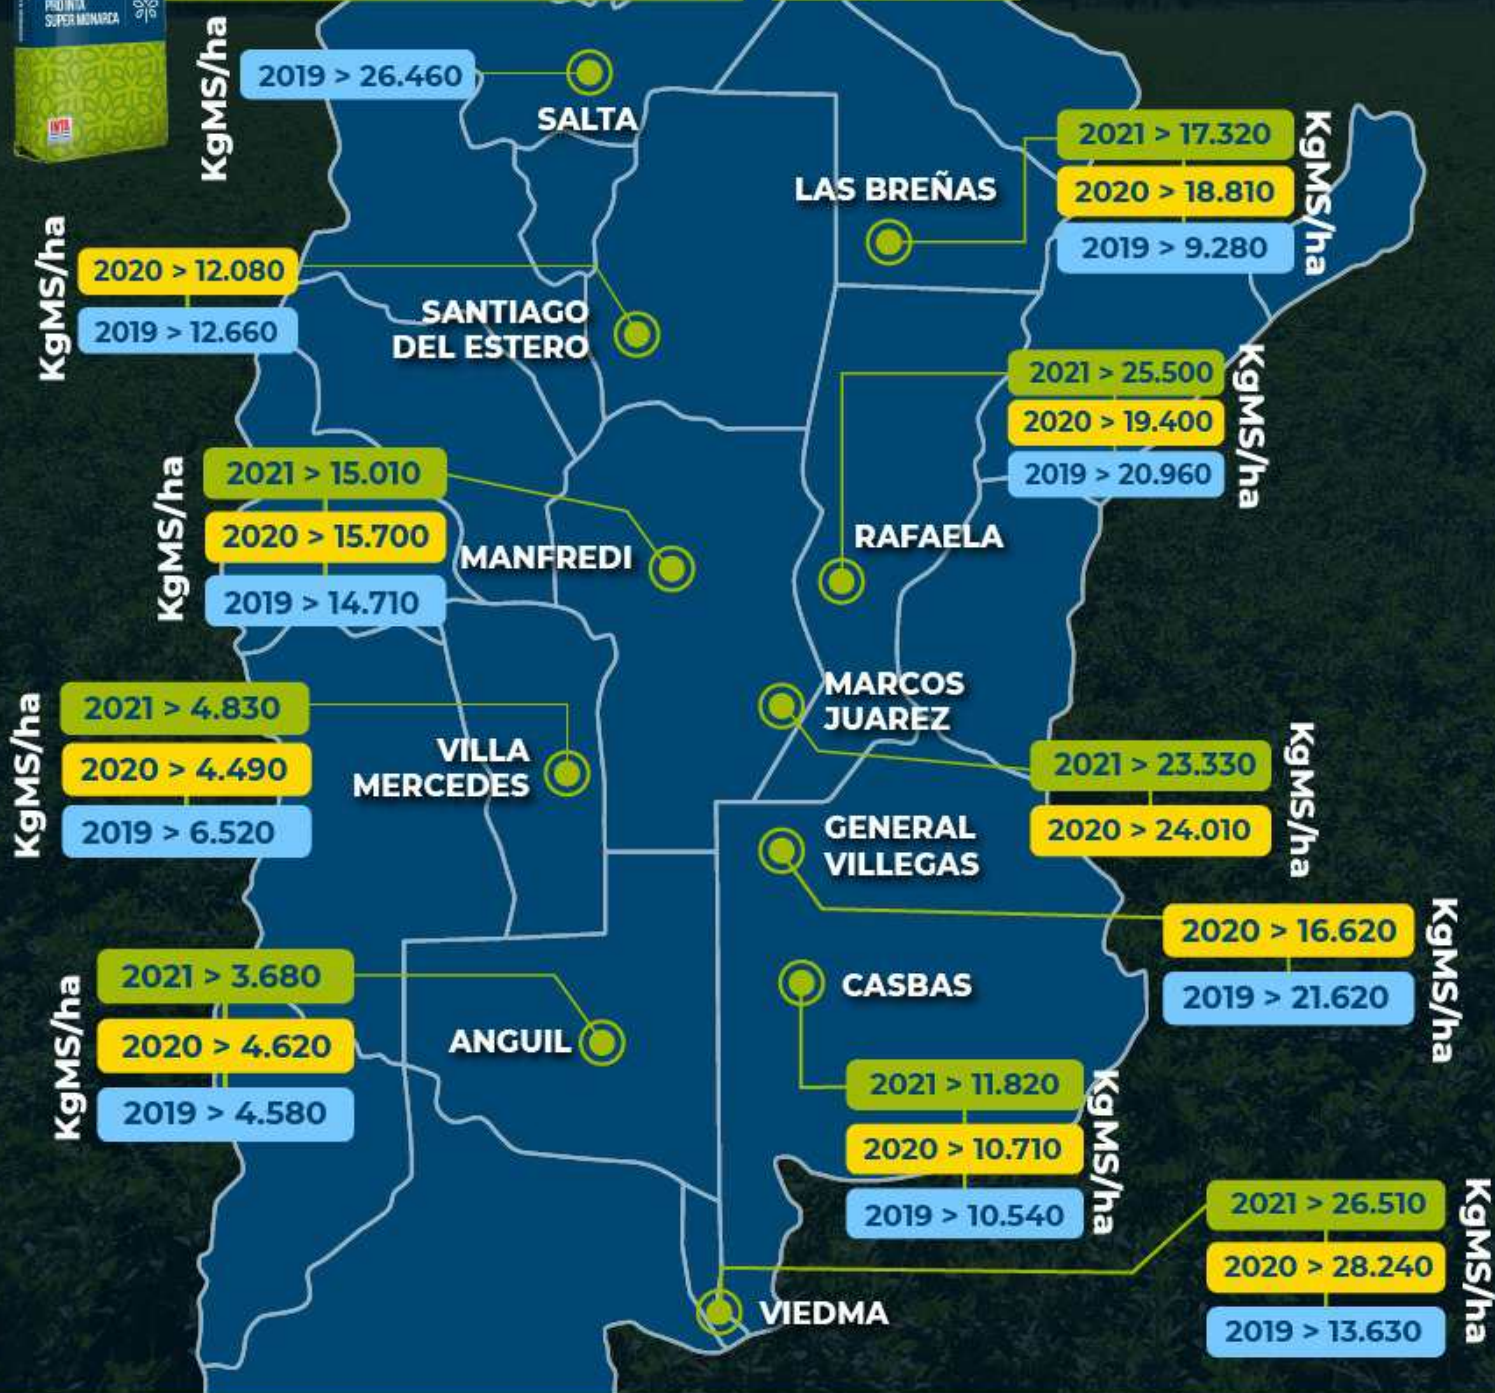 PRO INTA
SUPER MONARCA
INTA
KgMS/ha
2019 > 26.460
SALTA
2021 > 17.320
2020 > 18.810
2019 > 9.280
KgMS/ha
LAS BREÑAS
KgMS/ha
2020 > 12.080
2019 > 12.660
SANTIAGO
DEL ESTERO
2021 > 25.500
2020 > 19.400
2019 > 20.960
KgMS/ha
RAFAELA
KgMS/ha
2021 > 15.010
2020 > 15.700
2019 > 14.710
MANFREDI
MARCOS
JUAREZ
2021 > 23.330
2020 > 24.010
KgMS/ha
KgMS/ha
2021 > 4.830
2020 > 4.490
2019 > 6.520
VILLA
MERCEDES
GENERAL
VILLEGAS
2020 > 16.620
2019 > 21.620
KgMS/ha
KgMS/ha
2021 > 3.680
2020 > 4.620
2019 > 4.580
ANGUIL
CASBAS
2021 > 11.820
2020 > 10.710
2019 > 10.540
KgMS/ha
2021 > 26.510
2020 > 28.240
2019 > 13.630
KgMS/ha
VIEDMA